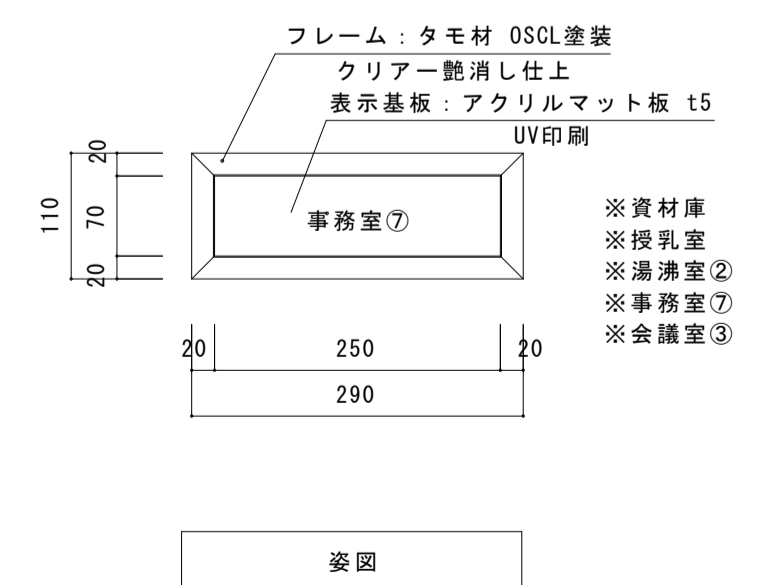 フレーム：タモ材 OSCL塗装
クリアー艶消し仕上
表示基板：アクリルマット板 t5
UV印刷
20
110
70
20
事務室⑦
※資材庫
※授乳室
※湯沸室②
※事務室⑦
※会議室③
20 250 20
290
姿図